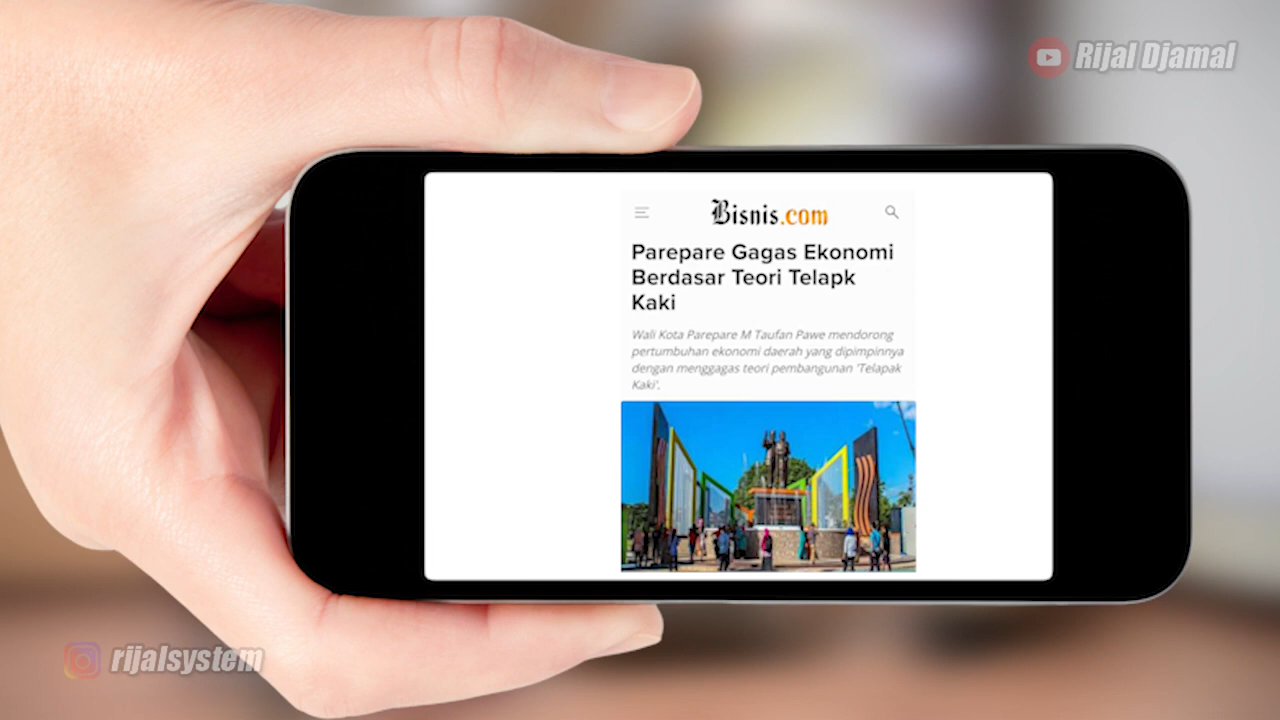 Rijal Djamal
Bisnis.com
Parepare Gagas Ekonomi
Berdasar Teori Telapk
Kaki
Wali Kota Parepare M Taufan Pawe mendorong
pertumbuhan ekonomi daerah yang dipimpinnya
dengan menggagas teori pembangunan 'Telapak
Kaki'.
rijalsystem